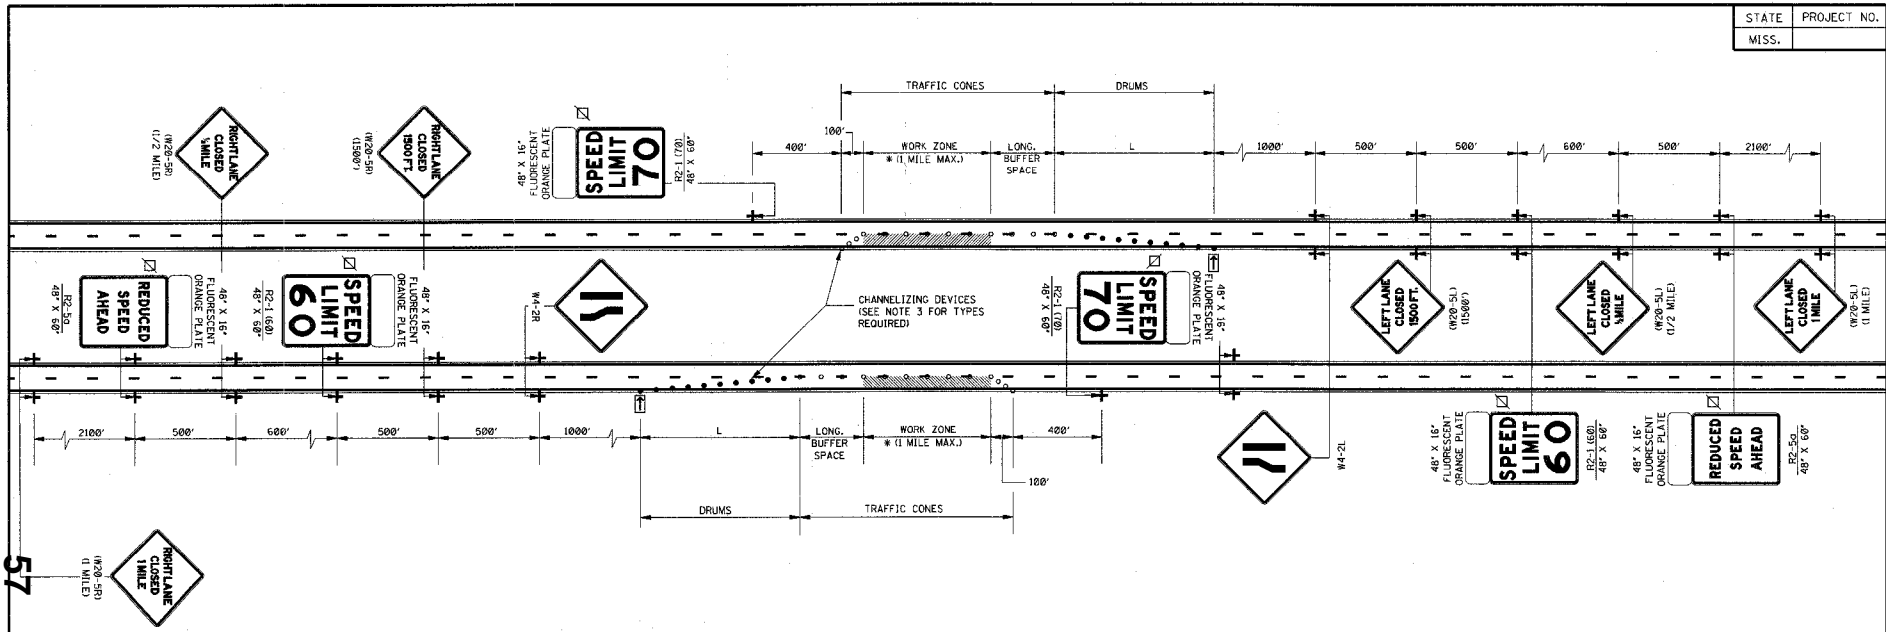 STATE PROJECT NO.
MISS.
TRAFFIC CONES
DRUMS
100'
400'
WORK ZONE
* (1 MILE MAX.)
LONG.
BUFFER
SPACE
L
1000'
500'
500'
600'
500'
2100'
RIGHT LANE
CLOSED
½ MILE
(W20-5R)
(1/2 MILE)
RIGHT LANE
CLOSED
1500 FT.
(W20-5R)
(1500')
SPEED
LIMIT
70
R2-1 (70)
48" X 60"
48" X 16"
FLUORESCENT
ORANGE PLATE
REDUCED
SPEED
AHEAD
R2-5a
48" X 60"
48" X 16"
FLUORESCENT
ORANGE PLATE
SPEED
LIMIT
60
R2-1 (60)
48" X 60"
48" X 16"
FLUORESCENT
ORANGE PLATE
W4-2R
CHANNELIZING DEVICES
(SEE NOTE 3 FOR TYPES
REQUIRED)
SPEED
LIMIT
70
R2-1 (70)
48" X 60"
48" X 16"
FLUORESCENT
ORANGE PLATE
LEFT LANE
CLOSED
1500 FT.
(W20-5L)
(1500')
LEFT LANE
CLOSED
½ MILE
(W20-5L)
(1/2 MILE)
LEFT LANE
CLOSED
1 MILE
(W20-5L)
(1 MILE)
2100'
500'
600'
500'
500'
1000'
L
LONG.
BUFFER
SPACE
WORK ZONE
* (1 MILE MAX.)
400'
100'
DRUMS
TRAFFIC CONES
W4-2L
SPEED
LIMIT
60
R2-1 (60)
48" X 60"
48" X 16"
FLUORESCENT
ORANGE PLATE
REDUCED
SPEED
AHEAD
R2-5a
48" X 60"
48" X 16"
FLUORESCENT
ORANGE PLATE
RIGHT LANE
CLOSED
1 MILE
(W20-5R)
(1 MILE)
57